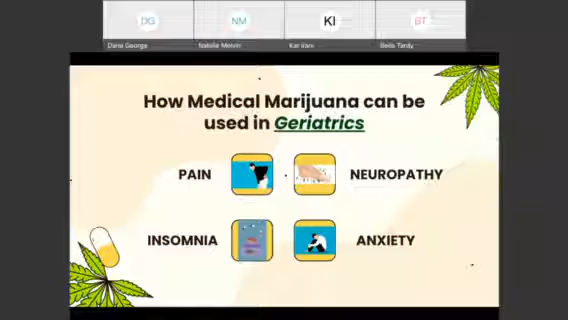 DG
NM
KI
BT
Dana George
Natalie Melvin
Kai Irani
Bella Tardy
How Medical Marijuana can be
used in Geriatrics
PAIN
NEUROPATHY
INSOMNIA
ANXIETY